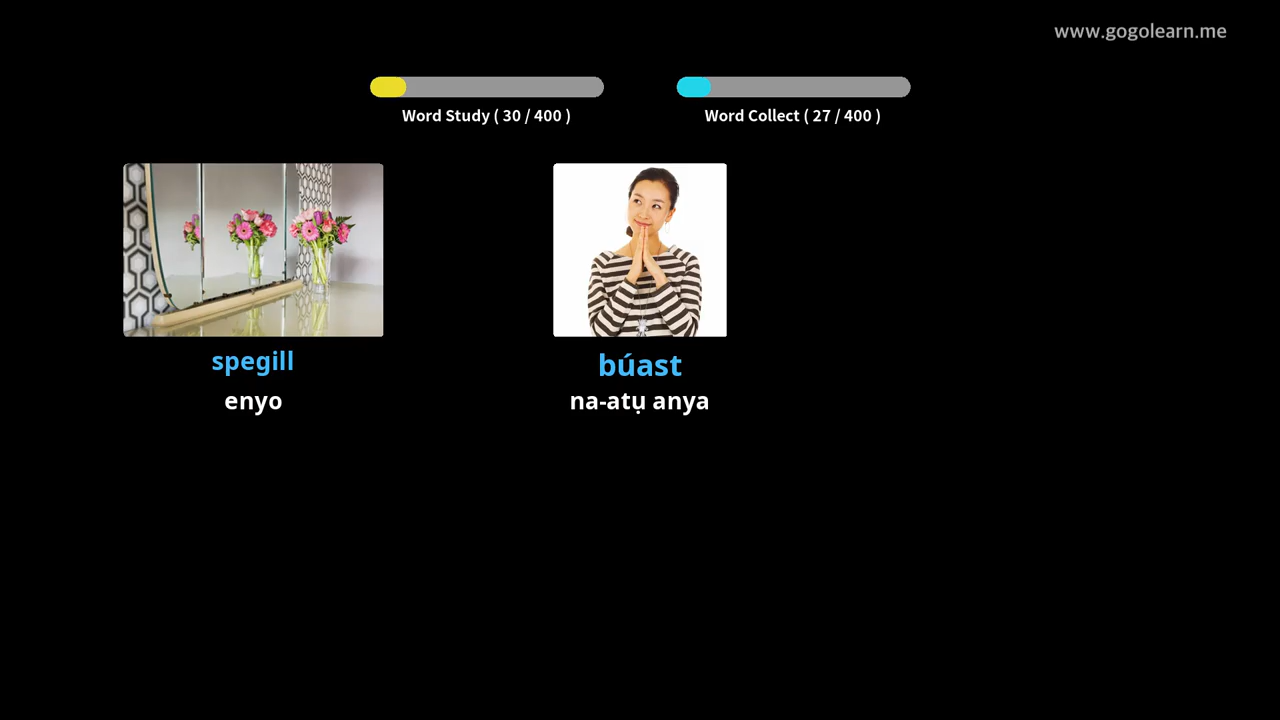 www.gogolearn.me
Word Study ( 30 / 400 )
Word Collect ( 27 / 400 )
spegill
enyo
búast
na-atụ anya